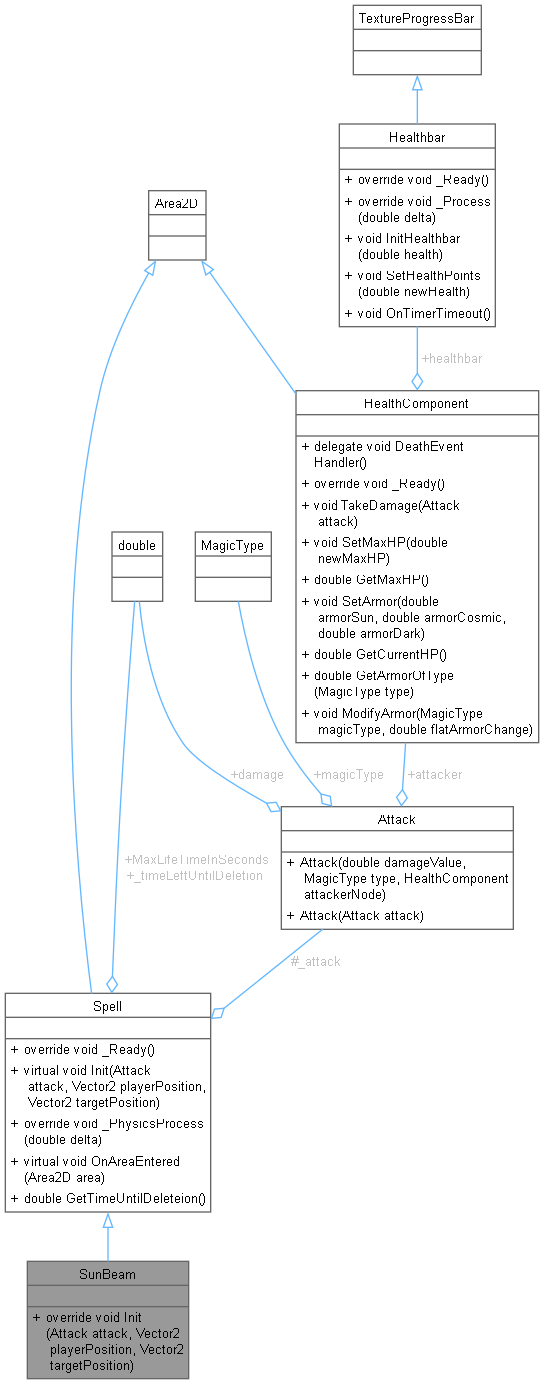 TextureProgressBar
Healthbar
+ override void _Ready()
+ override void _Process
(double delta)
+ void InitHealthbar
(double health)
+ void SetHealthPoints
(double newHealth)
+ void OnTimerTimeout()
Area2D
+healthbar
HealthComponent
+ delegate void DeathEvent
Handler()
+ override void _Ready()
+ void TakeDamage(Attack
attack)
+ void SetMaxHP(double
newMaxHP)
+ double GetMaxHP()
+ void SetArmor(double
armorSun, double armorCosmic,
double armorDark)
+ double GetCurrentHP()
+ double GetArmorOfType
(MagicType type)
+ void ModifyArmor(MagicType
magicType, double flatArmorChange)
double
MagicType
+damage
+magicType
+attacker
Attack
+ Attack(double damageValue,
MagicType type, HealthComponent
attackerNode)
+ Attack(Attack attack)
+MaxLifeTimeInSeconds
+_timeLeftUntilDeletion
#_attack
Spell
+ override void _Ready()
+ virtual void Init(Attack
attack, Vector2 playerPosition,
Vector2 targetPosition)
+ override void _PhysicsProcess
(double delta)
+ virtual void OnAreaEntered
(Area2D area)
+ double GetTimeUntilDeleteion()
SunBeam
+ override void Init
(Attack attack, Vector2
playerPosition, Vector2
targetPosition)